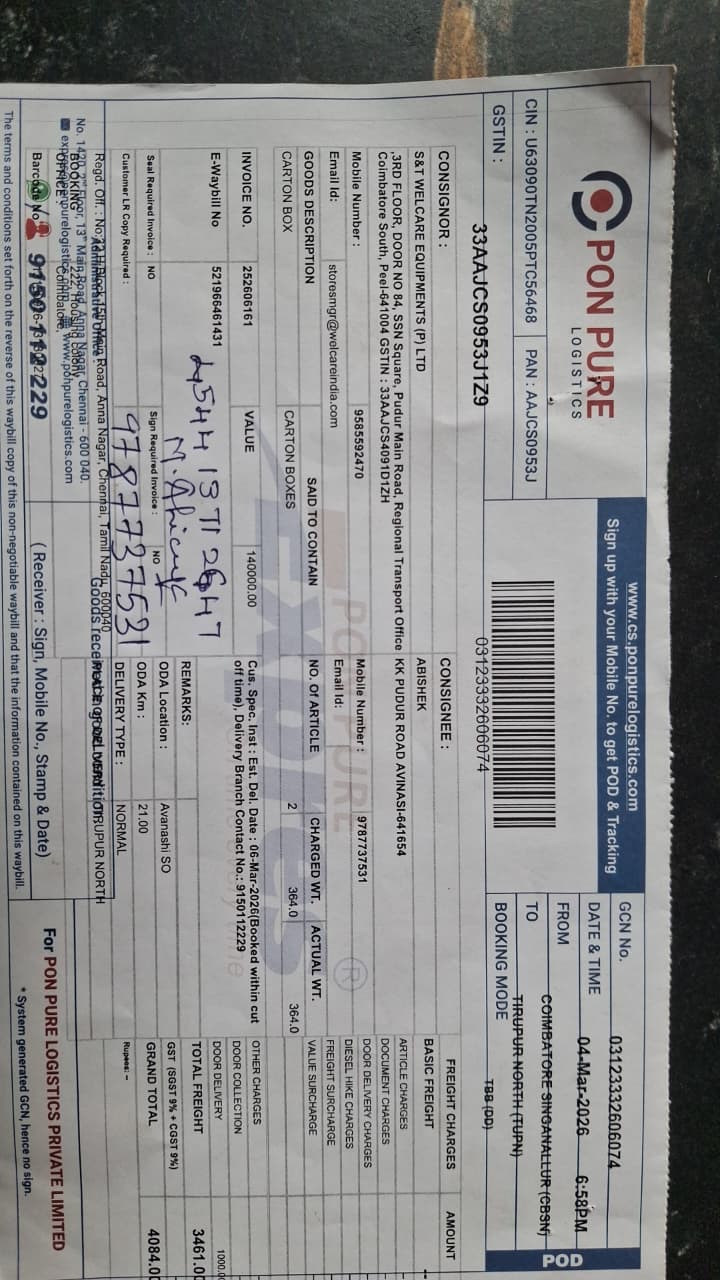 PON PURE
LOGISTICS
www.cs.ponpurelogistics.com
Sign up with your Mobile No. to get POD & Tracking
CIN : U63090TN2005PTC56468 PAN : AAJCS0953J
GSTIN : 33AAJCS0953J1Z9
03123332606074
GCN No. 03123332606074
DATE & TIME 04-Mar-2026 6:58PM
FROM COIMBATORE SINGANALLUR (CBSN)
TO TIRUPUR NORTH (TUPN)
BOOKING MODE TBB (DD)
POD
CONSIGNOR :
S&T WELCARE EQUIPMENTS (P) LTD
,3RD FLOOR, DOOR NO 84, SSN Square, Pudur Main Road, Regional Transport Office
Coimbatore South, Peel-641004 GSTIN : 33AAJCS4091D1ZH
Mobile Number : 9585592470
Email Id: storesmgr@welcareindia.com
CONSIGNEE :
ABISHEK
KK PUDUR ROAD AVINASI-641654
Mobile Number : 9787737531
Email Id:
GOODS DESCRIPTION SAID TO CONTAIN NO. Of ARTICLE CHARGED WT. ACTUAL WT.
CARTON BOX CARTON BOXES 2 364.0 364.0
INVOICE NO. 252606161 VALUE 140000.00
Cus. Spec. Inst : Est. Del. Date : 06-Mar-2026(Booked within cut
off time), Delivery Branch Contact No.: 9150112229
E-Waybill No 521966461431
REMARKS:
Seal Required Invoice : NO Sign Required Invoice : NO
ODA Location : Avanashi SO
Customer LR Copy Required :
ODA Km : 21.00
DELIVERY TYPE : NORMAL
9787737531
FREIGHT CHARGES AMOUNT
BASIC FREIGHT --
ARTICLE CHARGES
DOCUMENT CHARGES
DOOR DELIVERY CHARGES
DIESEL HIKE CHARGES
FREIGHT SURCHARGE
VALUE SURCHARGE
OTHER CHARGES
DOOR COLLECTION
DOOR DELIVERY 1000.00
TOTAL FREIGHT 3461.00
GST (SGST 9% + CGST 9%)
GRAND TOTAL 4084.00
Rupees: -
Main Road, Anna Nagar, Chennai, Tamil Nadu, 600040
Anna Nagar, Chennai - 600 040.
www.ponpurelogistics.com
Barcode No
9150 112 229
TIRUPUR NORTH
( Receiver : Sign, Mobile No., Stamp & Date)
For PON PURE LOGISTICS PRIVATE LIMITED
* System generated GCN, hence no sign.
The terms and conditions set forth on the reverse of this waybill copy of this non-negotiable waybill and that the information contained on this waybill.